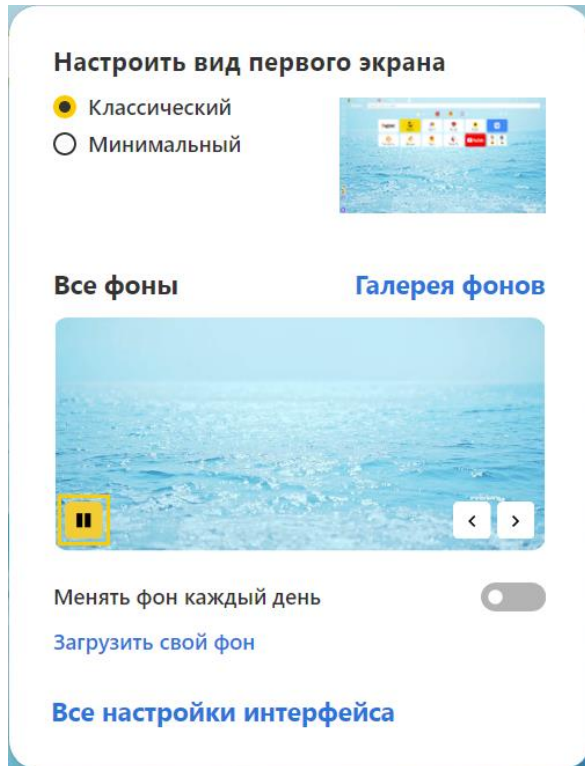 Настроить вид первого экрана
Классический
Минимальный
Все фоны
Галерея фонов
Менять фон каждый день
Загрузить свой фон
Все настройки интерфейса